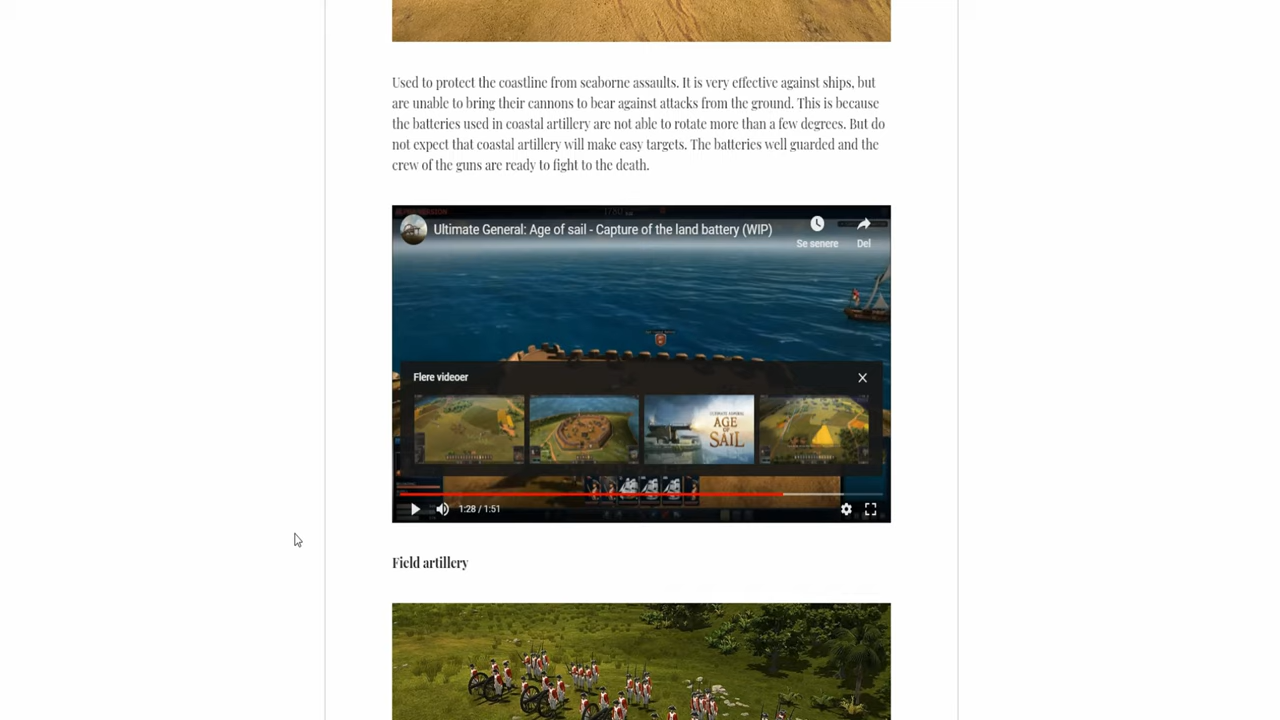 Used to protect the coastline from seaborne assaults. It is very effective against ships, but
are unable to bring their cannons to bear against attacks from the ground. This is because
the batteries used in coastal artillery are not able to rotate more than a few degrees. But do
not expect that coastal artillery will make easy targets. The batteries well guarded and the
crew of the guns are ready to fight to the death.
Ultimate General: Age of sail - Capture of the land battery (WIP)
Se senere
Del
Flere videoer
ULTIMATE ADMIRAL
AGE
OF
SAIL
1:28 / 1:51
Field artillery